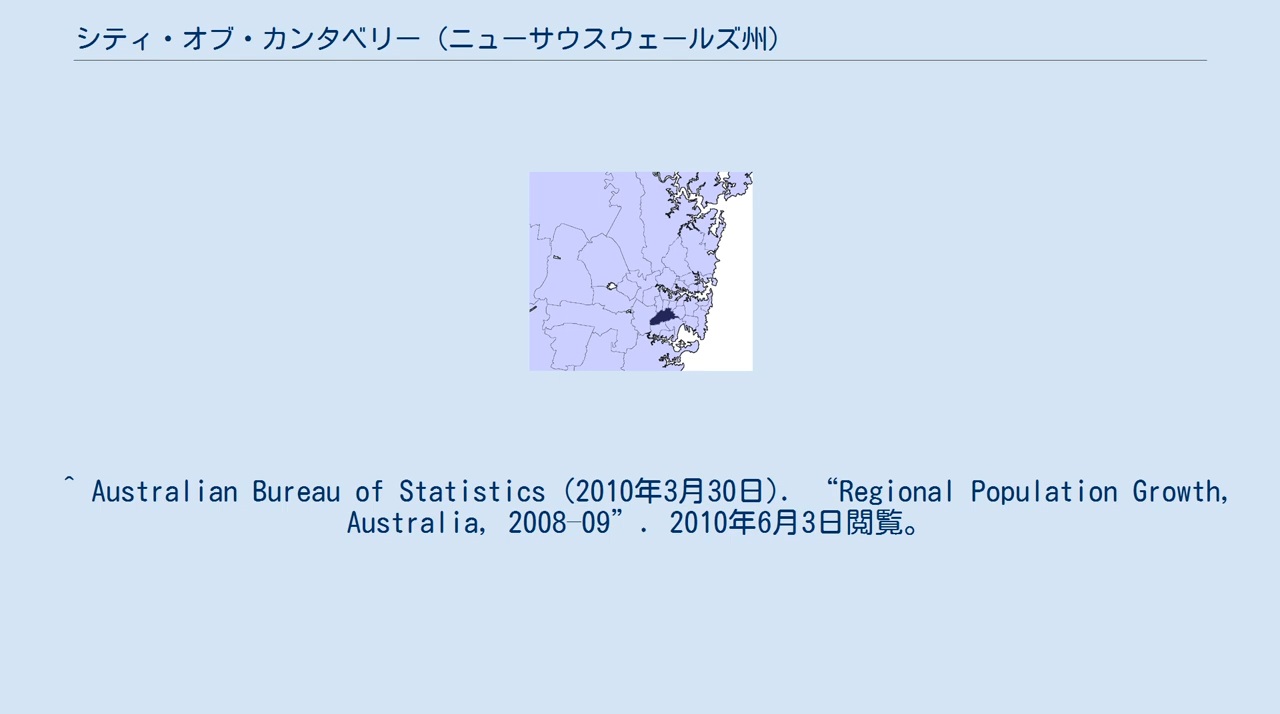 シティ・オブ・カンタベリー（ニューサウスウェールズ州）
^ Australian Bureau of Statistics (2010年3月30日). “Regional Population Growth,
Australia, 2008–09”. 2010年6月3日閲覧。